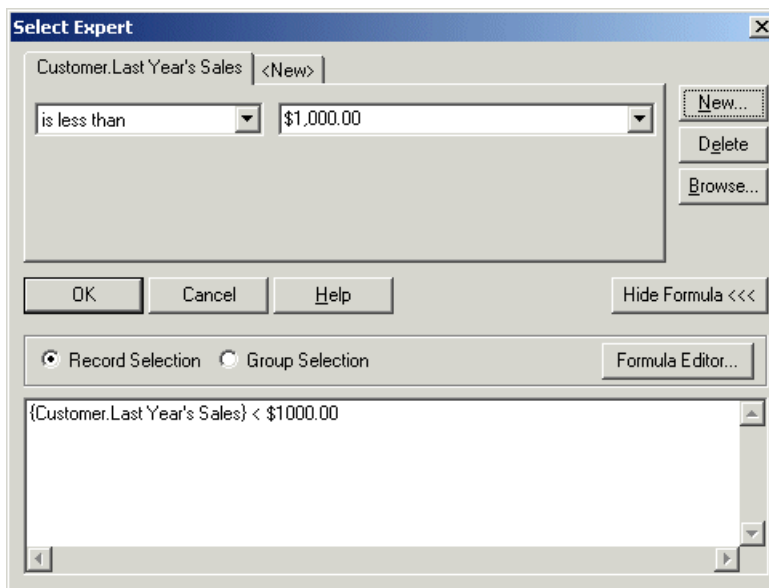 Select Expert
Customer.Last Year's Sales
<New>
is less than
$1,000.00
New...
Delete
Browse...
OK
Cancel
Help
Hide Formula <<<
Record Selection
Group Selection
Formula Editor...
{Customer.Last Year's Sales} < $1000.00